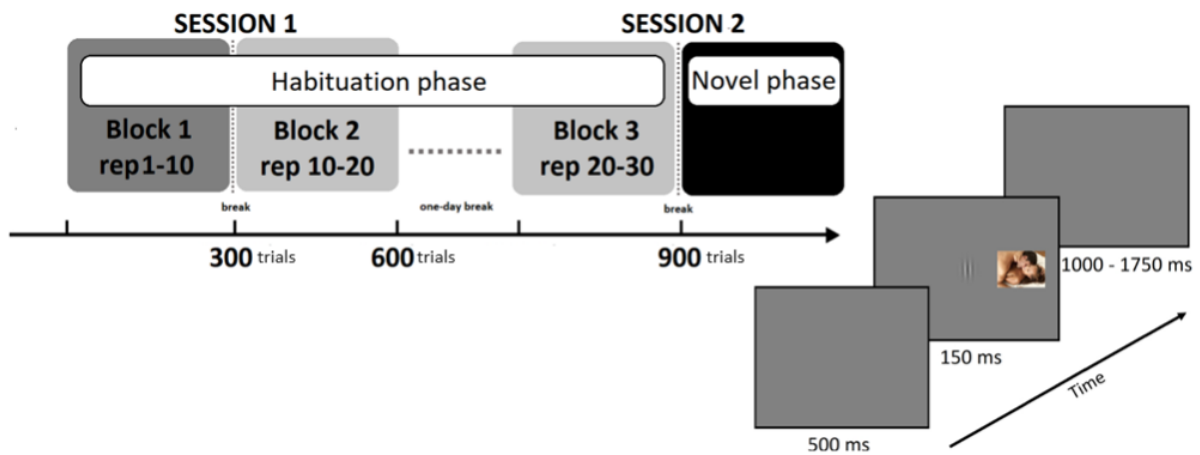 SESSION 1
SESSION 2
Habituation phase
Novel phase
Block 1
rep1-10
Block 2
rep 10-20
Block 3
rep 20-30
break
one-day break
break
300 trials
600 trials
900 trials
1000 - 1750 ms
150 ms
500 ms
Time